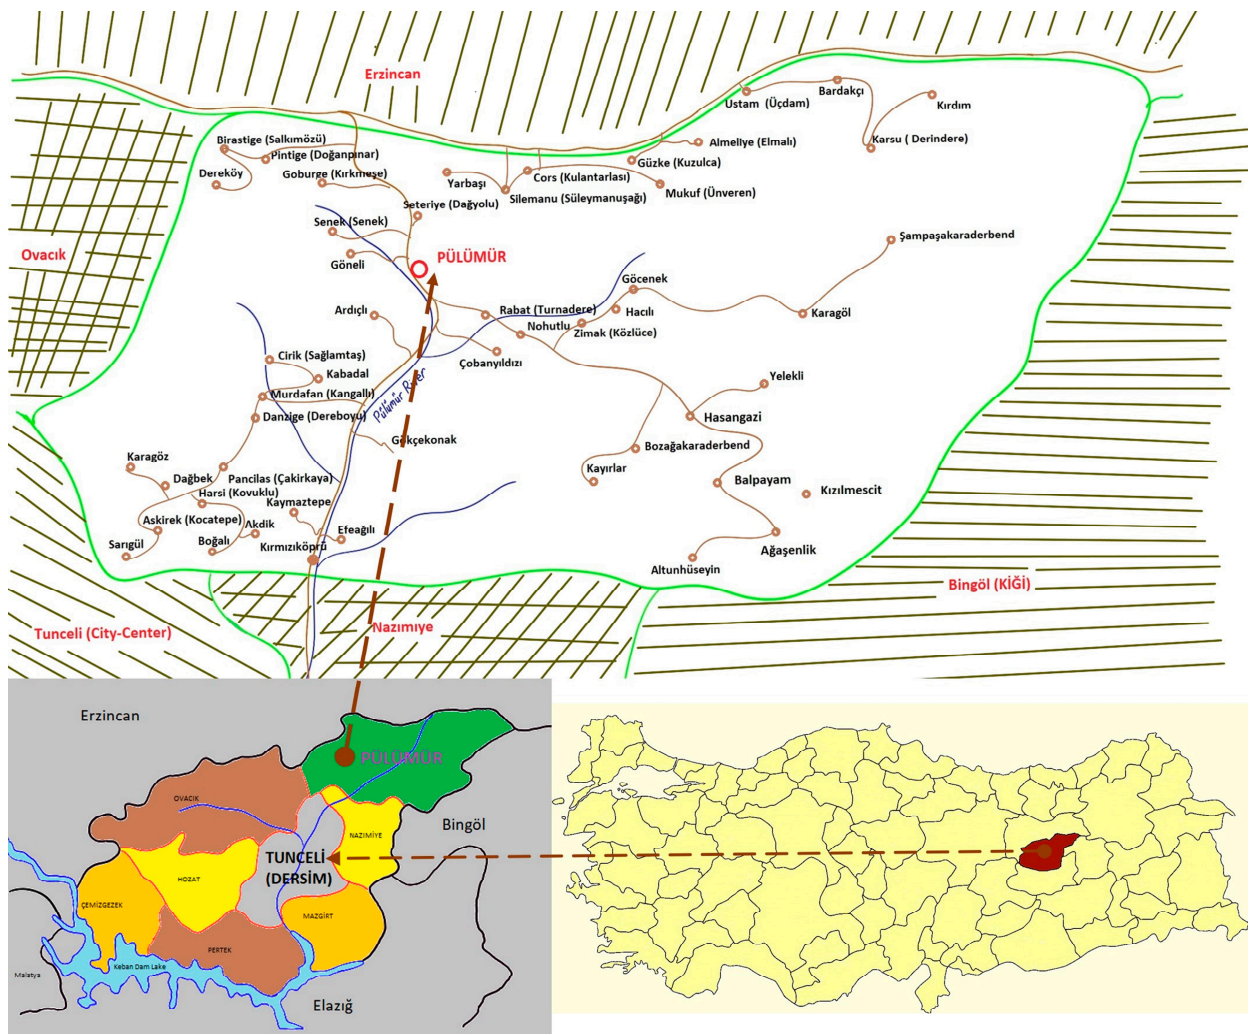 Erzincan
Ustam (Üçdam)
Bardakçı
Kırdım
Birastige (Salkımözü)
Pintige (Doğanpınar)
Dereköy
Goburge (Kırkmeşe)
Almeliye (Elmalı)
Karsu ( Derindere)
Güzke (Kuzulca)
Yarbaşı
Cors (Kulantarlası)
Mukuf (Ünveren)
Silemanu (Süleymanuşağı)
Seteriye (Dağyolu)
Senek (Senek)
Şampaşakaraderbend
Ovacık
Göneli
PÜLÜMÜR
Göcenek
Ardıçlı
Rabat (Turnadere)
Hacılı
Karagöl
Nohutlu
Zimak (Közlüce)
Cirik (Sağlamtaş)
Çobanyıldızı
Kabadal
Pülümür River
Yelekli
Murdafan (Kangallı)
Danzige (Dereboyu)
Hasangazi
Gökçekonak
Bozağakaraderbend
Karagöz
Dağbek
Pancilas (Çakırkaya)
Kayırlar
Balpayam
Kızılmescit
Harsi (Kovuklu)
Kaymaztepe
Askirek (Kocatepe)
Akdik
Efeağılı
Sarıgül
Boğalı
Kırmızıköprü
Ağaşenlik
Altunhüseyin
Bingöl (KİĞİ)
Tunceli (City-Center)
Nazımıye
Erzincan
PÜLÜMÜR
OVACIK
Bingöl
NAZIMİYE
TUNCELİ
(DERSİM)
HOZAT
ÇEMİZGEZEK
MAZGİRT
PERTEK
Keban Dam Lake
Malatya
Elazığ